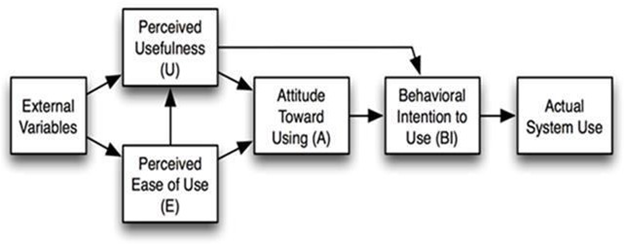 External
Variables
Perceived
Usefulness
(U)
Perceived
Ease of Use
(E)
Attitude
Toward
Using (A)
Behavioral
Intention to
Use (BI)
Actual
System Use